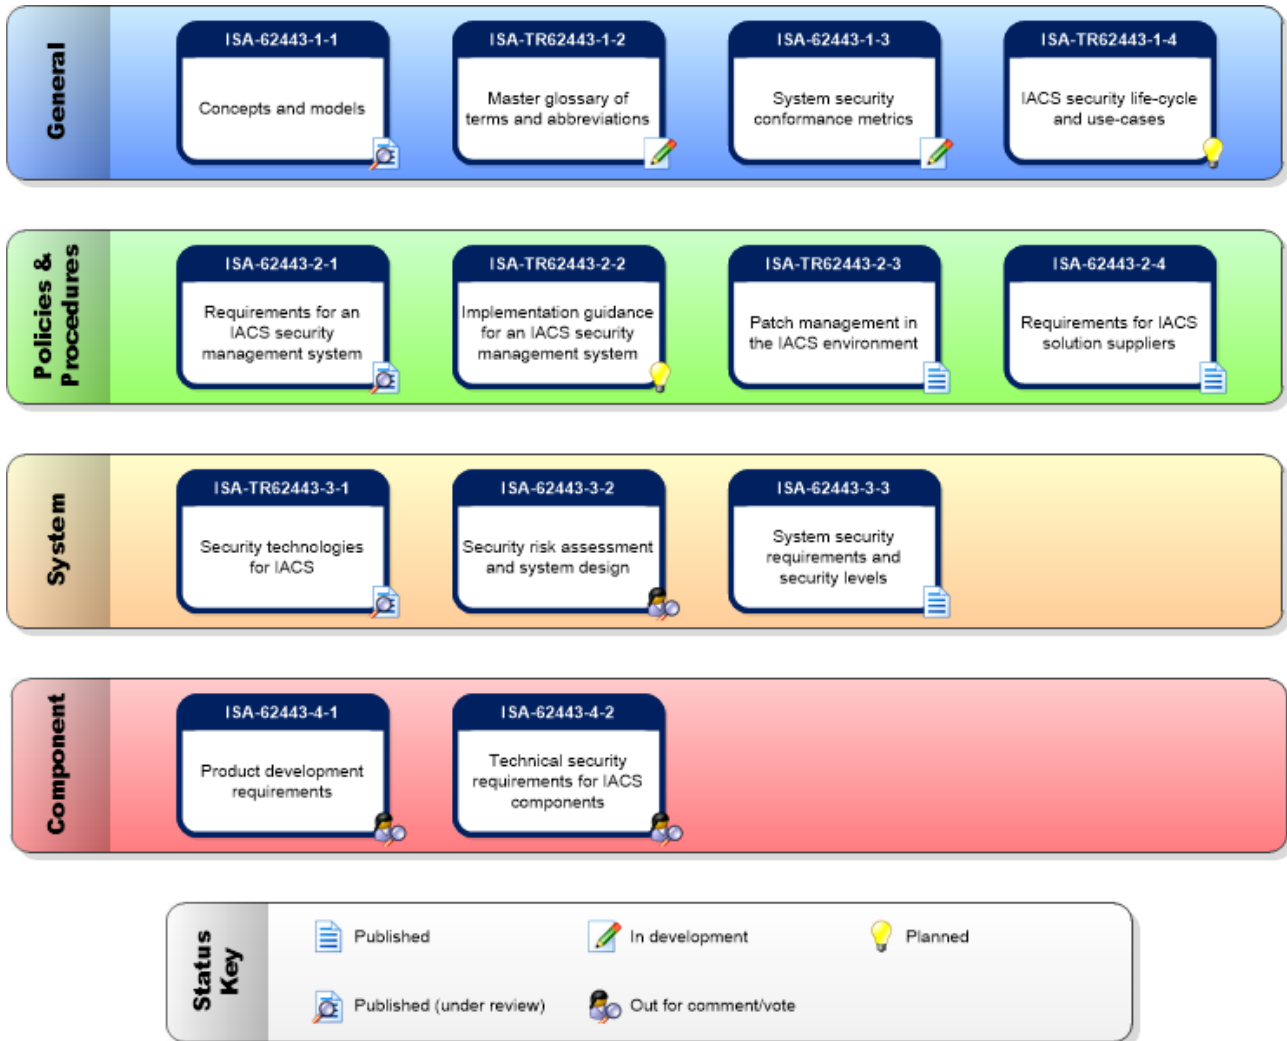 General
ISA-62443-1-1
Concepts and models
ISA-TR62443-1-2
Master glossary of
terms and abbreviations
ISA-62443-1-3
System security
conformance metrics
ISA-TR62443-1-4
IACS security life-cycle
and use-cases
Policies &
Procedures
ISA-62443-2-1
Requirements for an
IACS security
management system
ISA-TR62443-2-2
Implementation guidance
for an IACS security
management system
ISA-TR62443-2-3
Patch management in
the IACS environment
ISA-62443-2-4
Requirements for IACS
solution suppliers
System
ISA-TR62443-3-1
Security technologies
for IACS
ISA-62443-3-2
Security risk assessment
and system design
ISA-62443-3-3
System security
requirements and
security levels
Component
ISA-62443-4-1
Product development
requirements
ISA-62443-4-2
Technical security
requirements for IACS
components
Status
Key
Published
In development
Planned
Published (under review)
Out for comment/vote